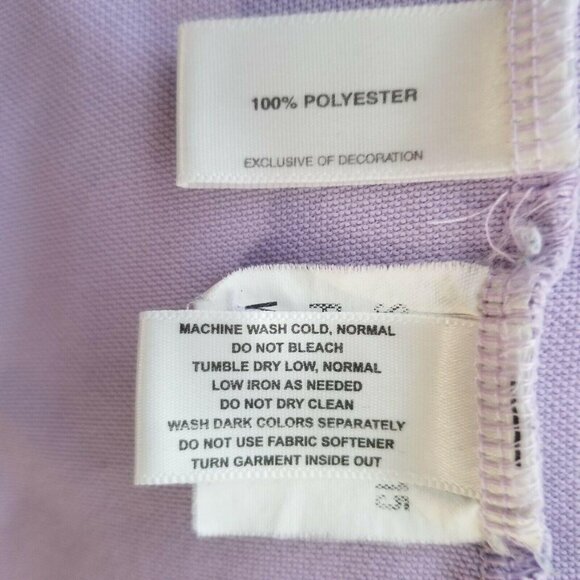 100% POLYESTER
EXCLUSIVE OF DECORATION
MACHINE WASH COLD, NORMAL
DO NOT BLEACH
TUMBLE DRY LOW, NORMAL
LOW IRON AS NEEDED
DO NOT DRY CLEAN
WASH DARK COLORS SEPARATELY
DO NOT USE FABRIC SOFTENER
TURN GARMENT INSIDE OUT